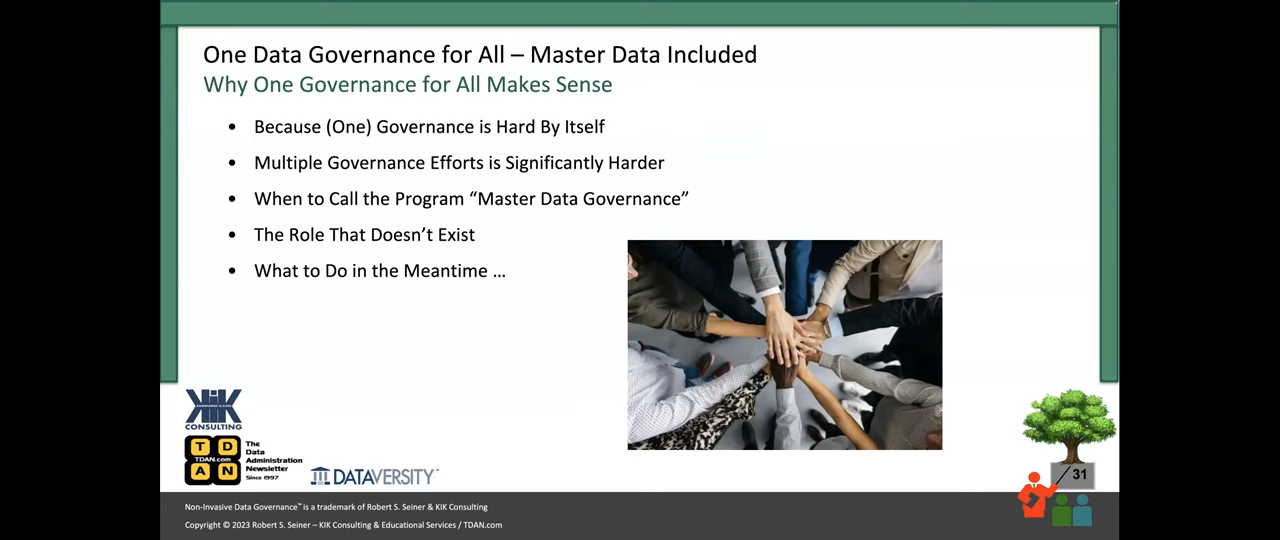 One Data Governance for All – Master Data Included
Why One Governance for All Makes Sense
• Because (One) Governance is Hard By Itself
• Multiple Governance Efforts is Significantly Harder
• When to Call the Program “Master Data Governance”
• The Role That Doesn’t Exist
• What to Do in the Meantime …
KIK
CONSULTING
T D
TDAN.com
A N
The
Data
Administration
Newsletter
Since 1997
DATAVERSITY™
31
Non-Invasive Data Governance™ is a trademark of Robert S. Seiner & KIK Consulting
Copyright © 2023 Robert S. Seiner – KIK Consulting & Educational Services / TDAN.com